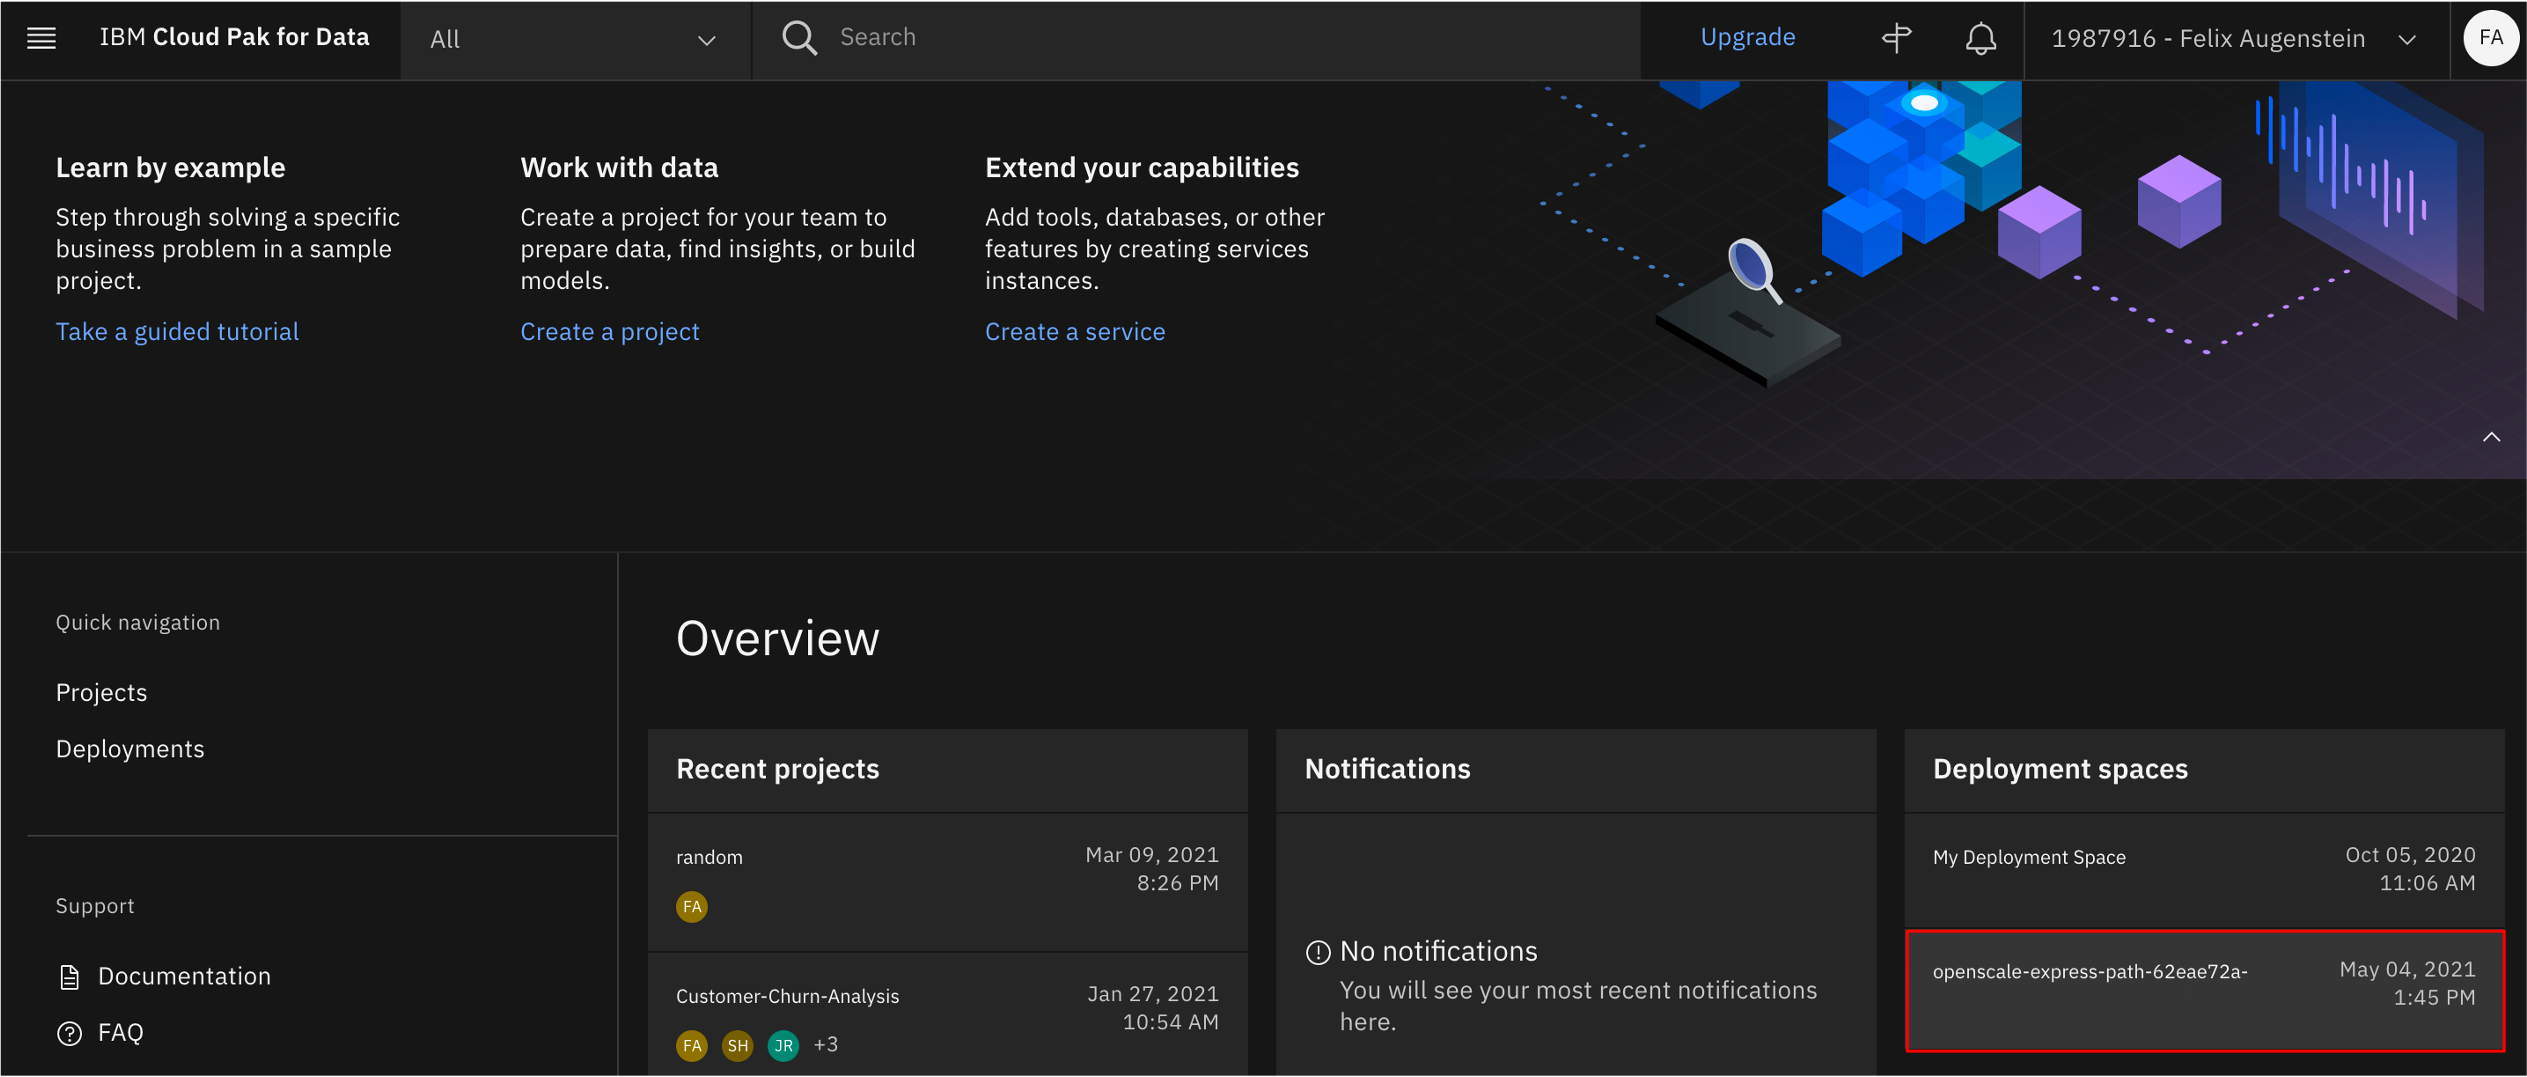 IBM Cloud Pak for Data
All
Search
Upgrade
1987916 - Felix Augenstein
FA
Learn by example
Step through solving a specific
business problem in a sample
project.
Take a guided tutorial
Work with data
Create a project for your team to
prepare data, find insights, or build
models.
Create a project
Extend your capabilities
Add tools, databases, or other
features by creating services
instances.
Create a service
Quick navigation
Projects
Deployments
Support
Documentation
FAQ
Overview
Recent projects
random
Mar 09, 2021
8:26 PM
FA
Customer-Churn-Analysis
Jan 27, 2021
10:54 AM
FA SH JR +3
Notifications
No notifications
You will see your most recent notifications
here.
Deployment spaces
My Deployment Space
Oct 05, 2020
11:06 AM
openscale-express-path-62eae72a-
May 04, 2021
1:45 PM